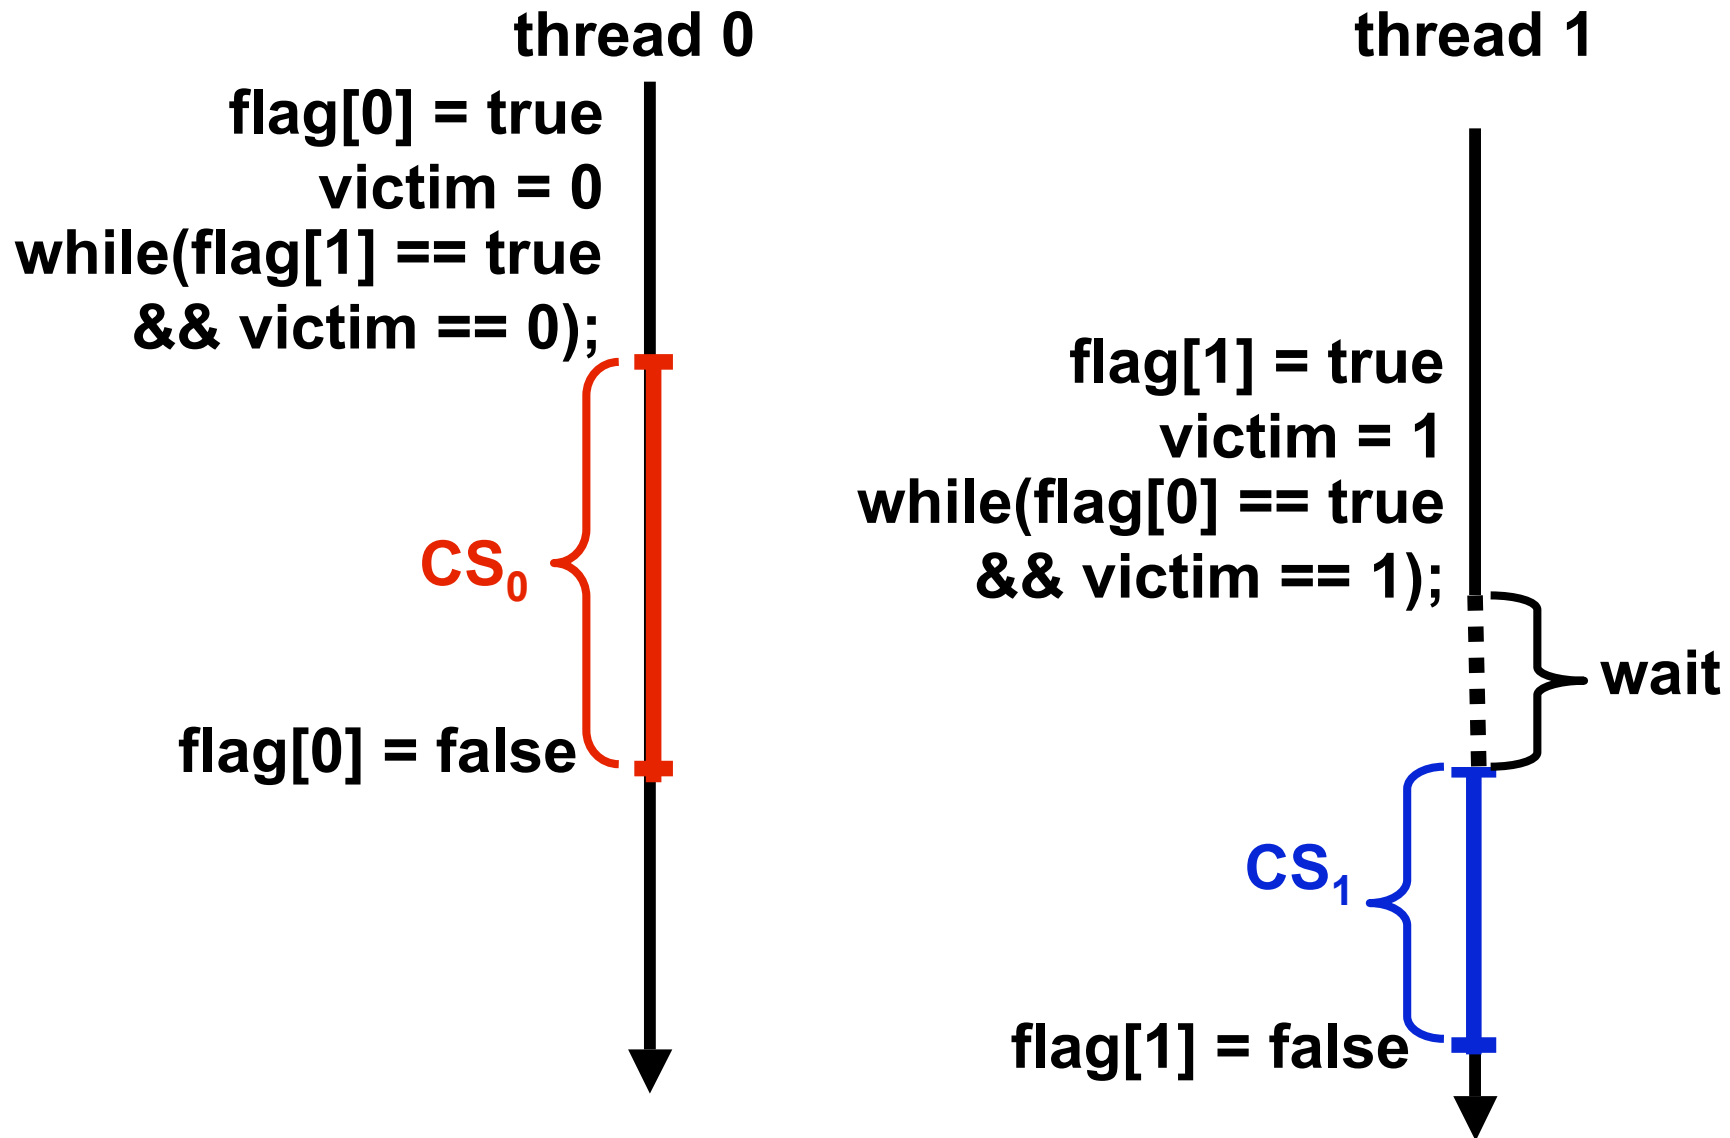 thread 0
flag[0] = true
victim = 0
while(flag[1] == true
&& victim == 0);
CS₀
flag[0] = false
thread 1
flag[1] = true
victim = 1
while(flag[0] == true
&& victim == 1);
wait
CS₁
flag[1] = false